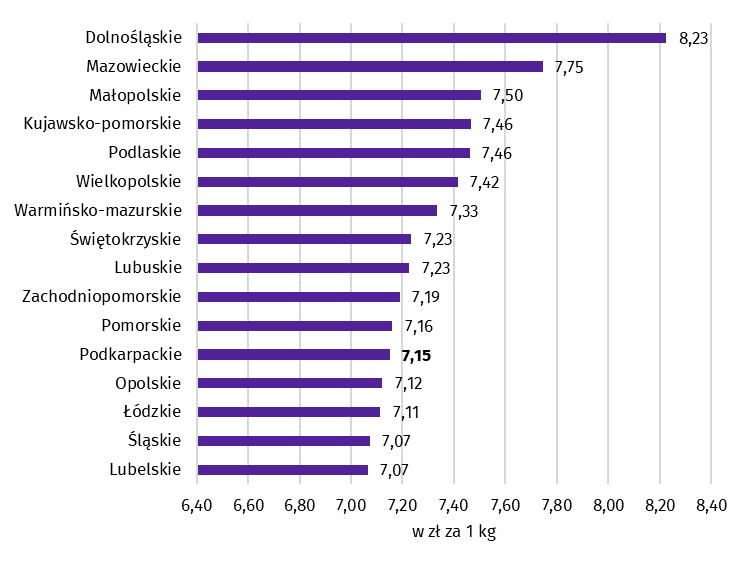 Dolnośląskie 8,23
Mazowieckie 7,75
Małopolskie 7,50
Kujawsko-pomorskie 7,46
Podlaskie 7,46
Wielkopolskie 7,42
Warmińsko-mazurskie 7,33
Świętokrzyskie 7,23
Lubuskie 7,23
Zachodniopomorskie 7,19
Pomorskie 7,16
Podkarpackie 7,15
Opolskie 7,12
Łódzkie 7,11
Śląskie 7,07
Lubelskie 7,07
6,40 6,60 6,80 7,00 7,20 7,40 7,60 7,80 8,00 8,20 8,40
w zł za 1 kg